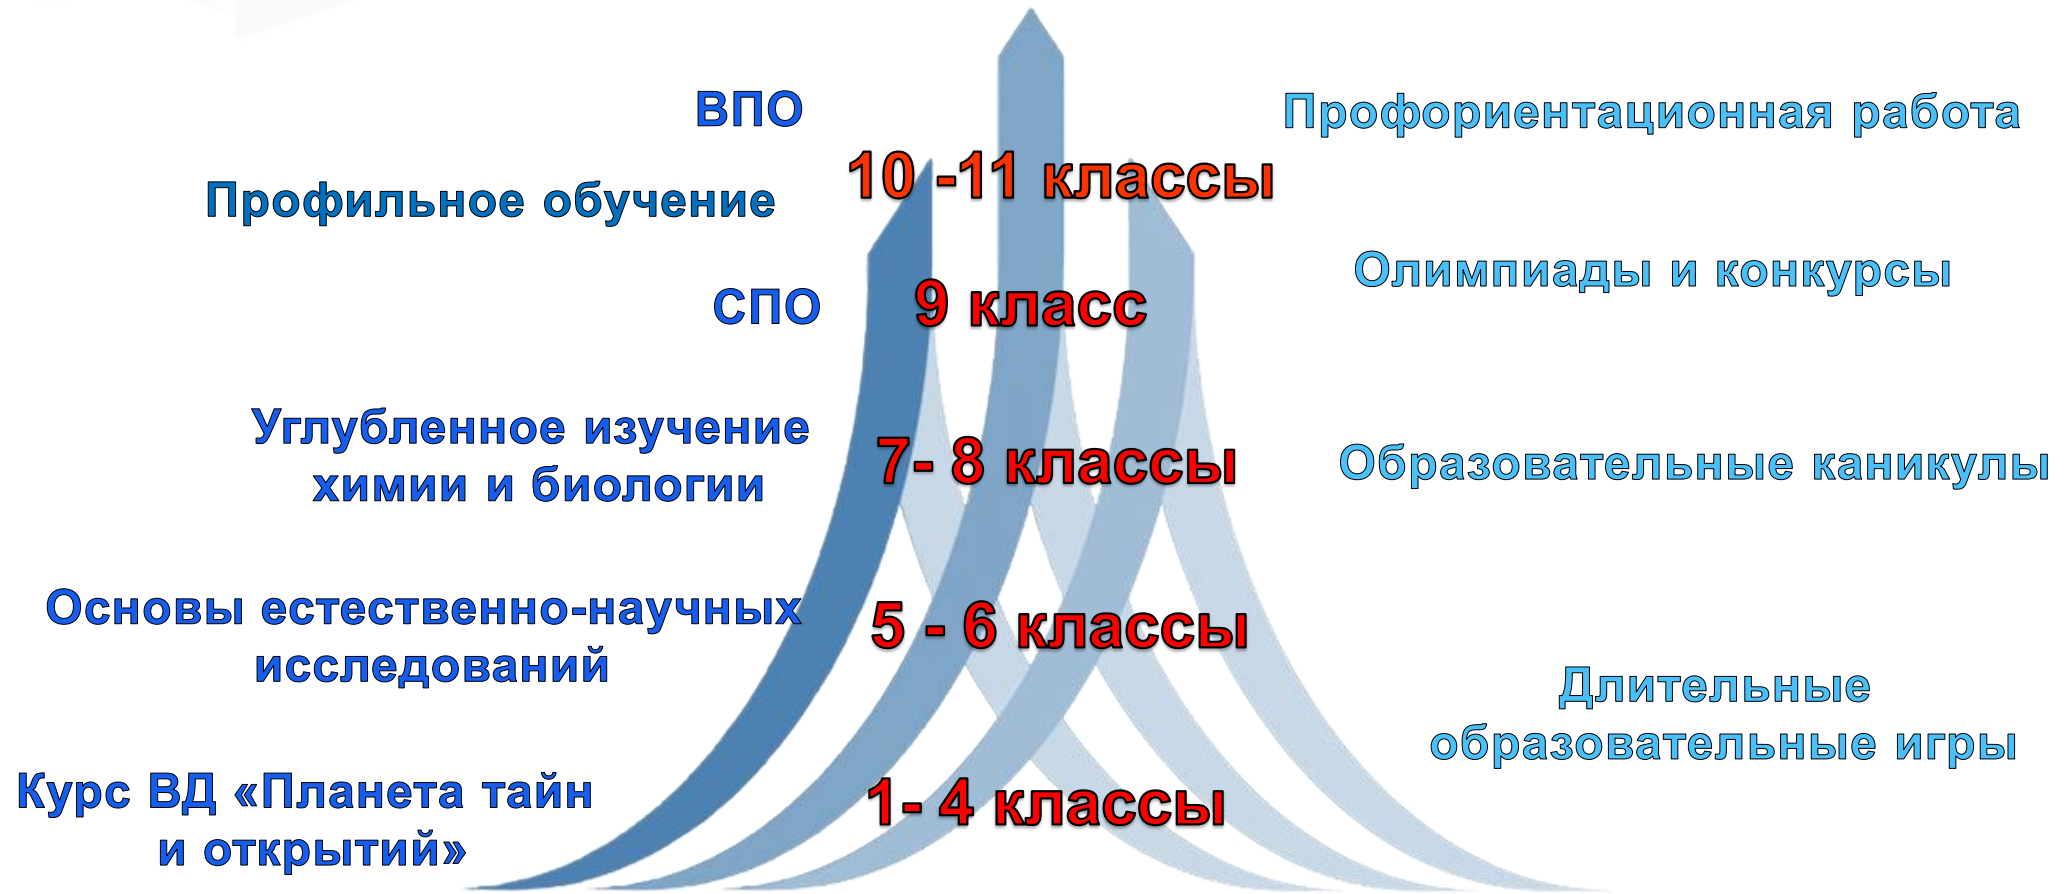 ВПО
Профориентационная работа
10 -11 классы
Профильное обучение
Олимпиады и конкурсы
СПО
9 класс
Углубленное изучение
химии и биологии
7- 8 классы
Образовательные каникулы
Основы естественно-научных
исследований
5 - 6 классы
Длительные
образовательные игры
Курс ВД «Планета тайн
и открытий»
1- 4 классы